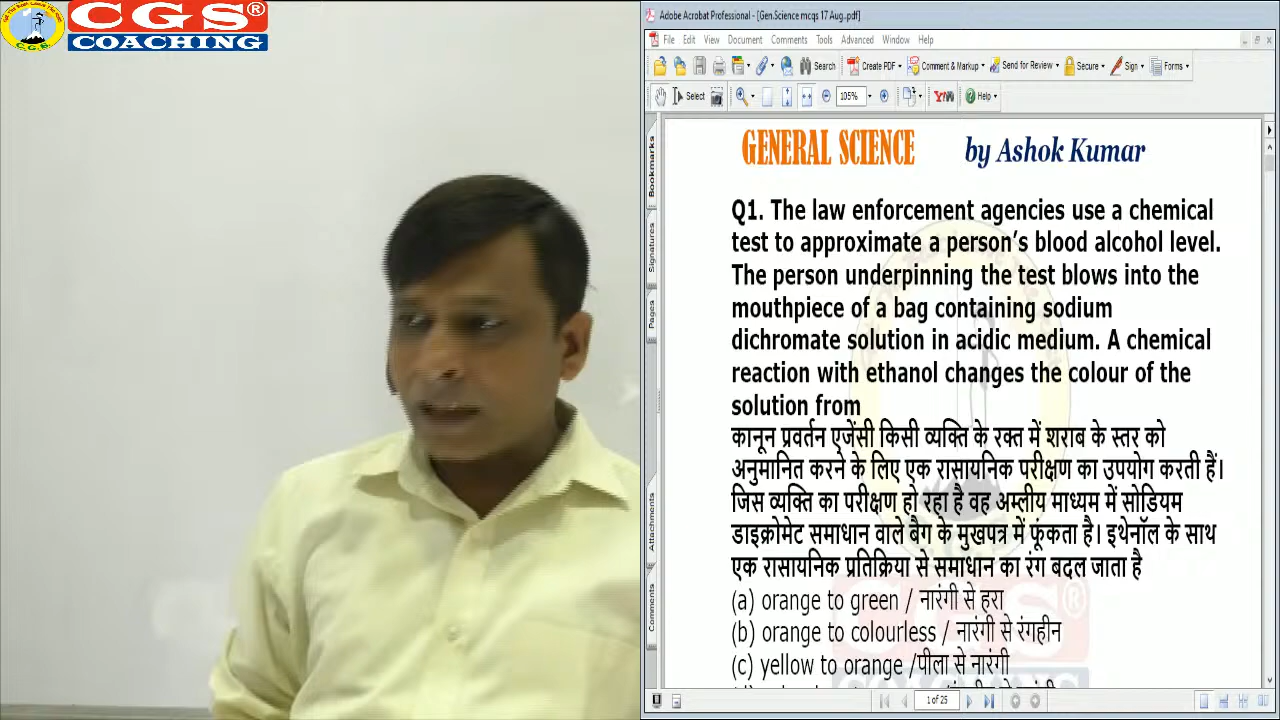 CGS®
COACHING
C.G.S.
Adobe Acrobat Professional - [Gen.Science mcqs 17 Aug..pdf]
File Edit View Document Comments Tools Advanced Window Help
Search Create PDF Comment & Markup Send for Review Secure Sign Forms
Select 105% Help
Bookmarks
Signatures
Pages
Attachments
Comments
GENERAL SCIENCE by Ashok Kumar
Q1. The law enforcement agencies use a chemical
test to approximate a person’s blood alcohol level.
The person underpinning the test blows into the
mouthpiece of a bag containing sodium
dichromate solution in acidic medium. A chemical
reaction with ethanol changes the colour of the
solution from
कानून प्रवर्तन एजेंसी किसी व्यक्ति के रक्त में शराब के स्तर को
अनुमानित करने के लिए एक रासायनिक परीक्षण का उपयोग करती हैं।
जिस व्यक्ति का परीक्षण हो रहा है वह अम्लीय माध्यम में सोडियम
डाइक्रोमेट समाधान वाले बैग के मुखपत्र में फूंकता है। इथेनॉल के साथ
एक रासायनिक प्रतिक्रिया से समाधान का रंग बदल जाता है
(a) orange to green / नारंगी से हरा
(b) orange to colourless / नारंगी से रंगहीन
(c) yellow to orange /पीला से नारंगी
1 of 25